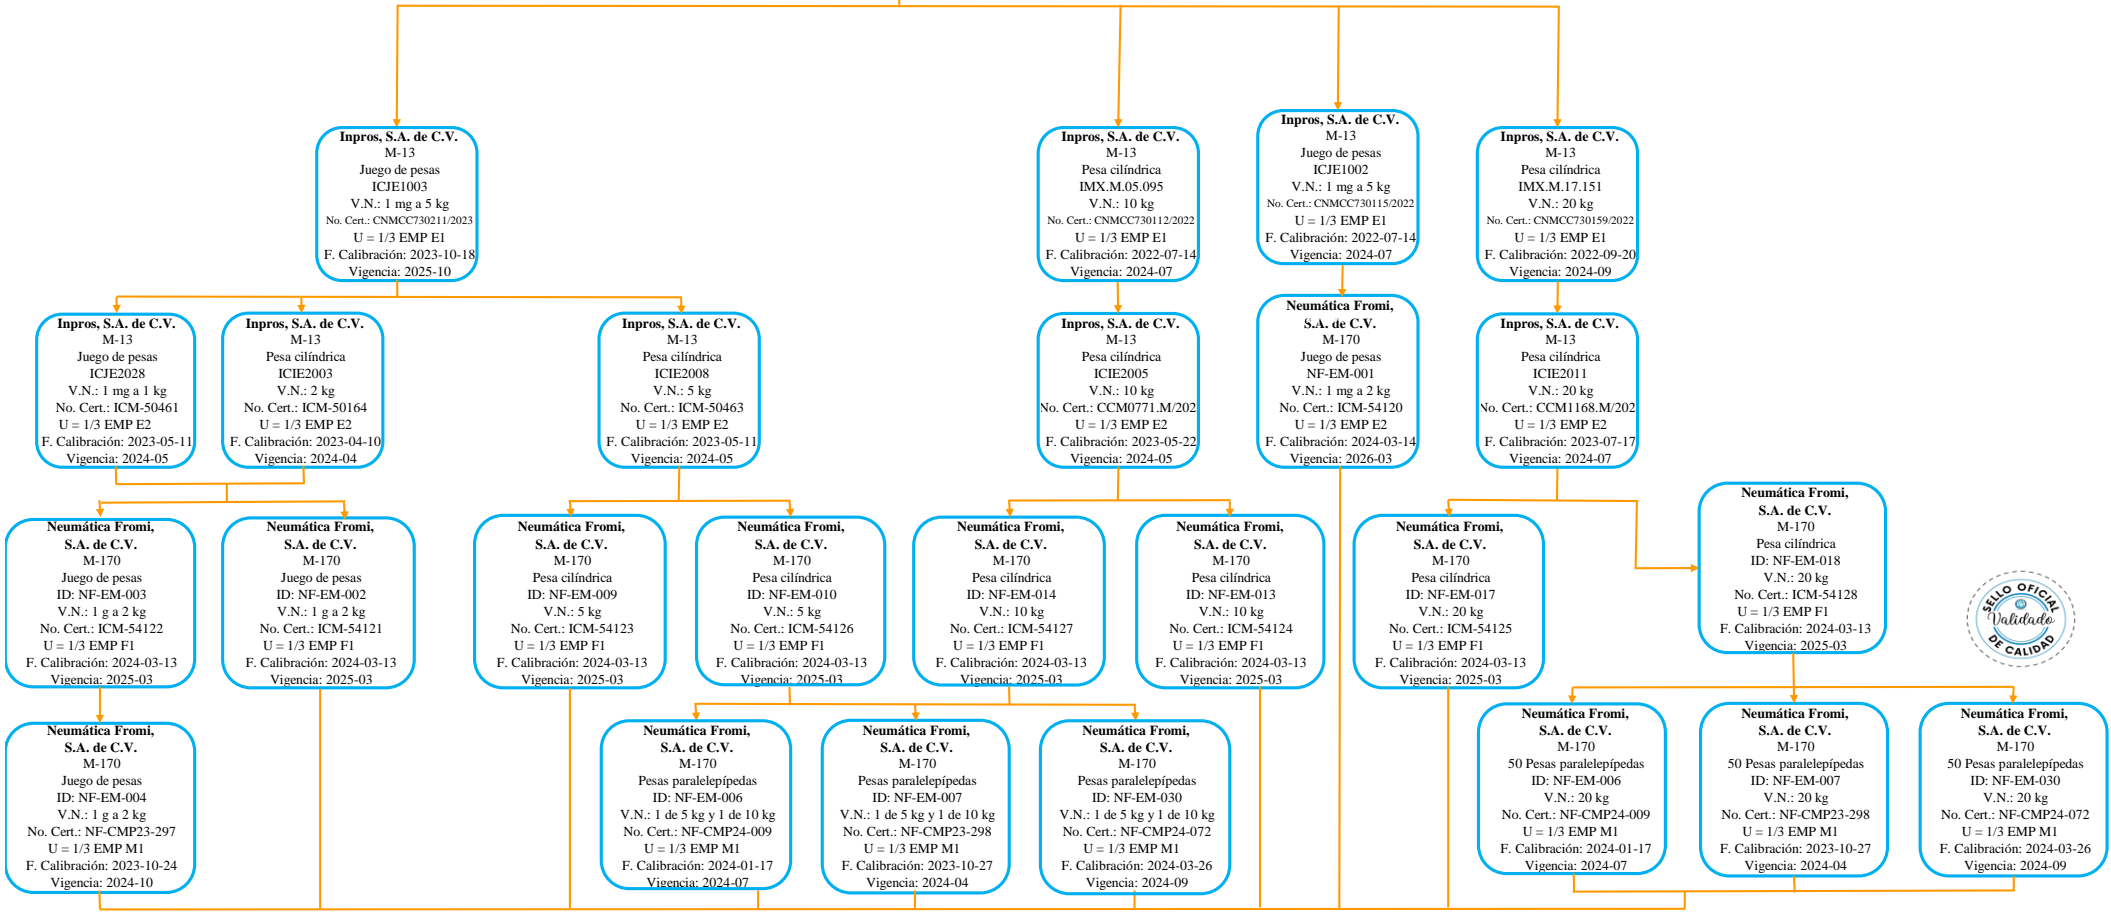 Inpros, S.A. de C.V.
M-13
Juego de pesas
ICJE1003
V.N.: 1 mg a 5 kg
No. Cert.: CNMCC730211/2023
U = 1/3 EMP E1
F. Calibración: 2023-10-18
Vigencia: 2025-10
Inpros, S.A. de C.V.
M-13
Pesa cilíndrica
IMX.M.05.095
V.N.: 10 kg
No. Cert.: CNMCC730112/2022
U = 1/3 EMP E1
F. Calibración: 2022-07-14
Vigencia: 2024-07
Inpros, S.A. de C.V.
M-13
Juego de pesas
ICJE1002
V.N.: 1 mg a 5 kg
No. Cert.: CNMCC730115/2022
U = 1/3 EMP E1
F. Calibración: 2022-07-14
Vigencia: 2024-07
Inpros, S.A. de C.V.
M-13
Pesa cilíndrica
IMX.M.17.151
V.N.: 20 kg
No. Cert.: CNMCC730159/2022
U = 1/3 EMP E1
F. Calibración: 2022-09-20
Vigencia: 2024-09
Inpros, S.A. de C.V.
M-13
Juego de pesas
ICJE2028
V.N.: 1 mg a 1 kg
No. Cert.: ICM-50461
U = 1/3 EMP E2
F. Calibración: 2023-05-11
Vigencia: 2024-05
Inpros, S.A. de C.V.
M-13
Pesa cilíndrica
ICIE2003
V.N.: 2 kg
No. Cert.: ICM-50164
U = 1/3 EMP E2
F. Calibración: 2023-04-10
Vigencia: 2024-04
Inpros, S.A. de C.V.
M-13
Pesa cilíndrica
ICIE2008
V.N.: 5 kg
No. Cert.: ICM-50463
U = 1/3 EMP E2
F. Calibración: 2023-05-11
Vigencia: 2024-05
Inpros, S.A. de C.V.
M-13
Pesa cilíndrica
ICIE2005
V.N.: 10 kg
No. Cert.: CCM0771.M/202
U = 1/3 EMP E2
F. Calibración: 2023-05-22
Vigencia: 2024-05
Neumática Fromi,
S.A. de C.V.
M-170
Juego de pesas
NF-EM-001
V.N.: 1 mg a 2 kg
No. Cert.: ICM-54120
U = 1/3 EMP E2
F. Calibración: 2024-03-14
Vigencia: 2026-03
Inpros, S.A. de C.V.
M-13
Pesa cilíndrica
ICIE2011
V.N.: 20 kg
No. Cert.: CCM1168.M/202
U = 1/3 EMP E2
F. Calibración: 2023-07-17
Vigencia: 2024-07
Neumática Fromi,
S.A. de C.V.
M-170
Juego de pesas
ID: NF-EM-003
V.N.: 1 g a 2 kg
No. Cert.: ICM-54122
U = 1/3 EMP F1
F. Calibración: 2024-03-13
Vigencia: 2025-03
Neumática Fromi,
S.A. de C.V.
M-170
Juego de pesas
ID: NF-EM-002
V.N.: 1 g a 2 kg
No. Cert.: ICM-54121
U = 1/3 EMP F1
F. Calibración: 2024-03-13
Vigencia: 2025-03
Neumática Fromi,
S.A. de C.V.
M-170
Pesa cilíndrica
ID: NF-EM-009
V.N.: 5 kg
No. Cert.: ICM-54123
U = 1/3 EMP F1
F. Calibración: 2024-03-13
Vigencia: 2025-03
Neumática Fromi,
S.A. de C.V.
M-170
Pesa cilíndrica
ID: NF-EM-010
V.N.: 5 kg
No. Cert.: ICM-54126
U = 1/3 EMP F1
F. Calibración: 2024-03-13
Vigencia: 2025-03
Neumática Fromi,
S.A. de C.V.
M-170
Pesa cilíndrica
ID: NF-EM-014
V.N.: 10 kg
No. Cert.: ICM-54127
U = 1/3 EMP F1
F. Calibración: 2024-03-13
Vigencia: 2025-03
Neumática Fromi,
S.A. de C.V.
M-170
Pesa cilíndrica
ID: NF-EM-013
V.N.: 10 kg
No. Cert.: ICM-54124
U = 1/3 EMP F1
F. Calibración: 2024-03-13
Vigencia: 2025-03
Neumática Fromi,
S.A. de C.V.
M-170
Pesa cilíndrica
ID: NF-EM-017
V.N.: 20 kg
No. Cert.: ICM-54125
U = 1/3 EMP F1
F. Calibración: 2024-03-13
Vigencia: 2025-03
Neumática Fromi,
S.A. de C.V.
M-170
Pesa cilíndrica
ID: NF-EM-018
V.N.: 20 kg
No. Cert.: ICM-54128
U = 1/3 EMP F1
F. Calibración: 2024-03-13
Vigencia: 2025-03
SELLO OFICIAL
Validado
DE CALIDAD
Neumática Fromi,
S.A. de C.V.
M-170
Juego de pesas
ID: NF-EM-004
V.N.: 1 g a 2 kg
No. Cert.: NF-CMP23-297
U = 1/3 EMP M1
F. Calibración: 2023-10-24
Vigencia: 2024-10
Neumática Fromi,
S.A. de C.V.
M-170
Pesas paralelepípedas
ID: NF-EM-006
V.N.: 1 de 5 kg y 1 de 10 kg
No. Cert.: NF-CMP24-009
U = 1/3 EMP M1
F. Calibración: 2024-01-17
Vigencia: 2024-07
Neumática Fromi,
S.A. de C.V.
M-170
Pesas paralelepípedas
ID: NF-EM-007
V.N.: 1 de 5 kg y 1 de 10 kg
No. Cert.: NF-CMP23-298
U = 1/3 EMP M1
F. Calibración: 2023-10-27
Vigencia: 2024-04
Neumática Fromi,
S.A. de C.V.
M-170
Pesas paralelepípedas
ID: NF-EM-030
V.N.: 1 de 5 kg y 1 de 10 kg
No. Cert.: NF-CMP24-072
U = 1/3 EMP M1
F. Calibración: 2024-03-26
Vigencia: 2024-09
Neumática Fromi,
S.A. de C.V.
M-170
50 Pesas paralelepípedas
ID: NF-EM-006
V.N.: 20 kg
No. Cert.: NF-CMP24-009
U = 1/3 EMP M1
F. Calibración: 2024-01-17
Vigencia: 2024-07
Neumática Fromi,
S.A. de C.V.
M-170
50 Pesas paralelepípedas
ID: NF-EM-007
V.N.: 20 kg
No. Cert.: NF-CMP23-298
U = 1/3 EMP M1
F. Calibración: 2023-10-27
Vigencia: 2024-04
Neumática Fromi,
S.A. de C.V.
M-170
50 Pesas paralelepípedas
ID: NF-EM-030
V.N.: 20 kg
No. Cert.: NF-CMP24-072
U = 1/3 EMP M1
F. Calibración: 2024-03-26
Vigencia: 2024-09